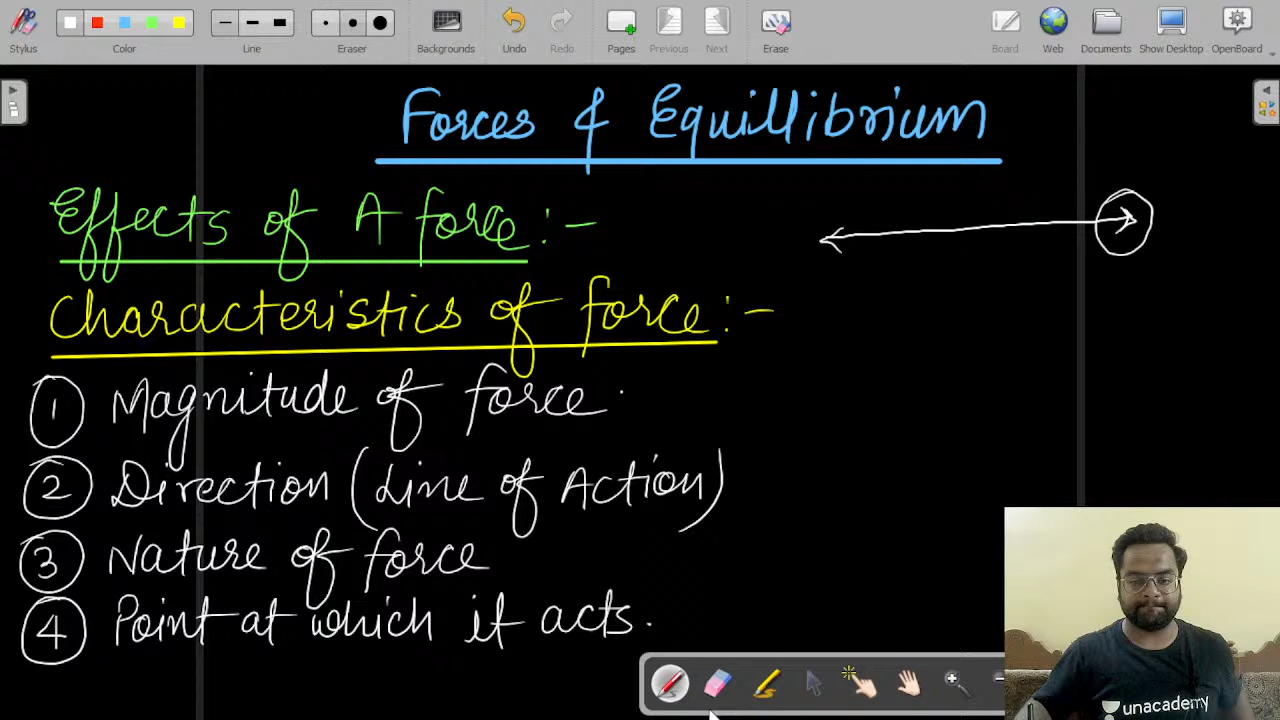 Stylus
Color
Line
Eraser
Backgrounds
Undo
Redo
Pages
Previous
Next
Erase
Board
Web
Documents
Show Desktop
OpenBoard
Forces & Equillibrium
Effects of A force :-
Characteristics of force :-
1 Magnitude of force.
2 Direction (Line of Action)
3 Nature of force
4 Point at which it acts.
unacademy